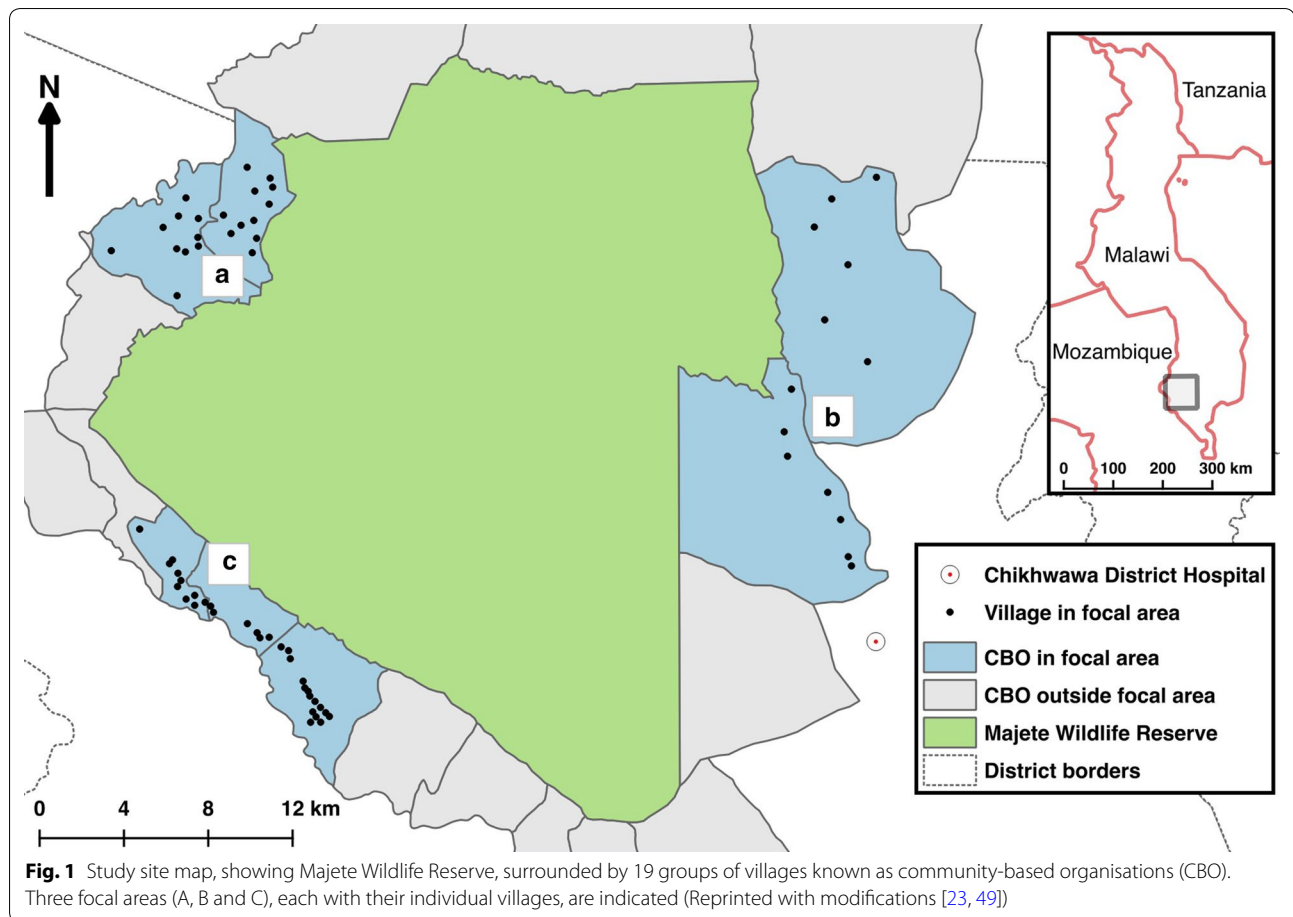 N
a
b
c
0 4 8 12 km
Tanzania
Malawi
Mozambique
0 100 200 300 km
Chikhwawa District Hospital
Village in focal area
CBO in focal area
CBO outside focal area
Majete Wildlife Reserve
District borders
Fig. 1 Study site map, showing Majete Wildlife Reserve, surrounded by 19 groups of villages known as community-based organisations (CBO).
Three focal areas (A, B and C), each with their individual villages, are indicated (Reprinted with modifications [23, 49])